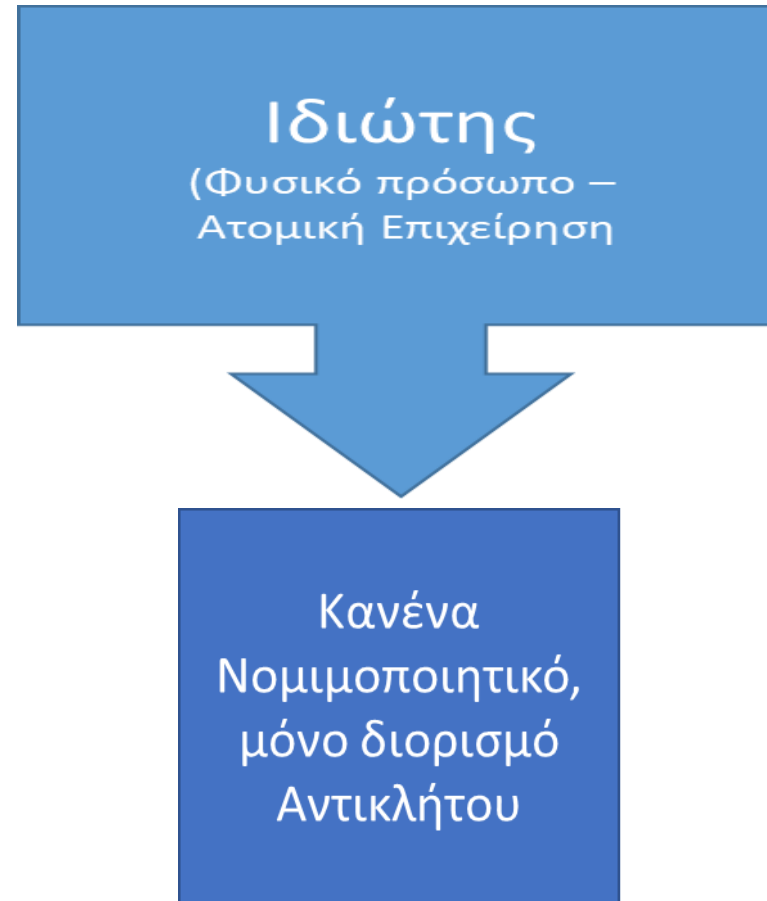 Ιδιώτης
(Φυσικό πρόσωπο –
Ατομική Επιχείρηση
Κανένα
Νομιμοποιητικό,
μόνο διορισμό
Αντικλήτου